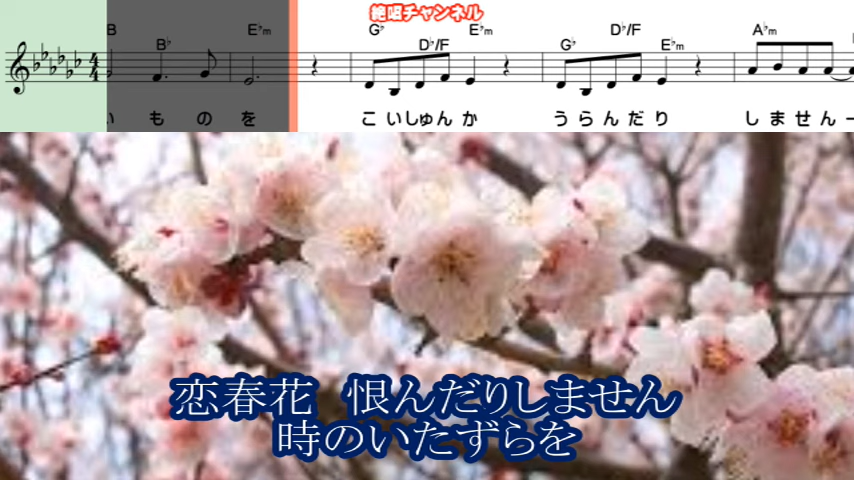 絶唱チャンネル
B B♭ E♭m G♭ D♭/F E♭m G♭ D♭/F E♭m A♭m
い も の を こ い しゅ ん か う ら ん だ り し ま せ ん ー
恋春花 恨んだりしません
時のいたずらを